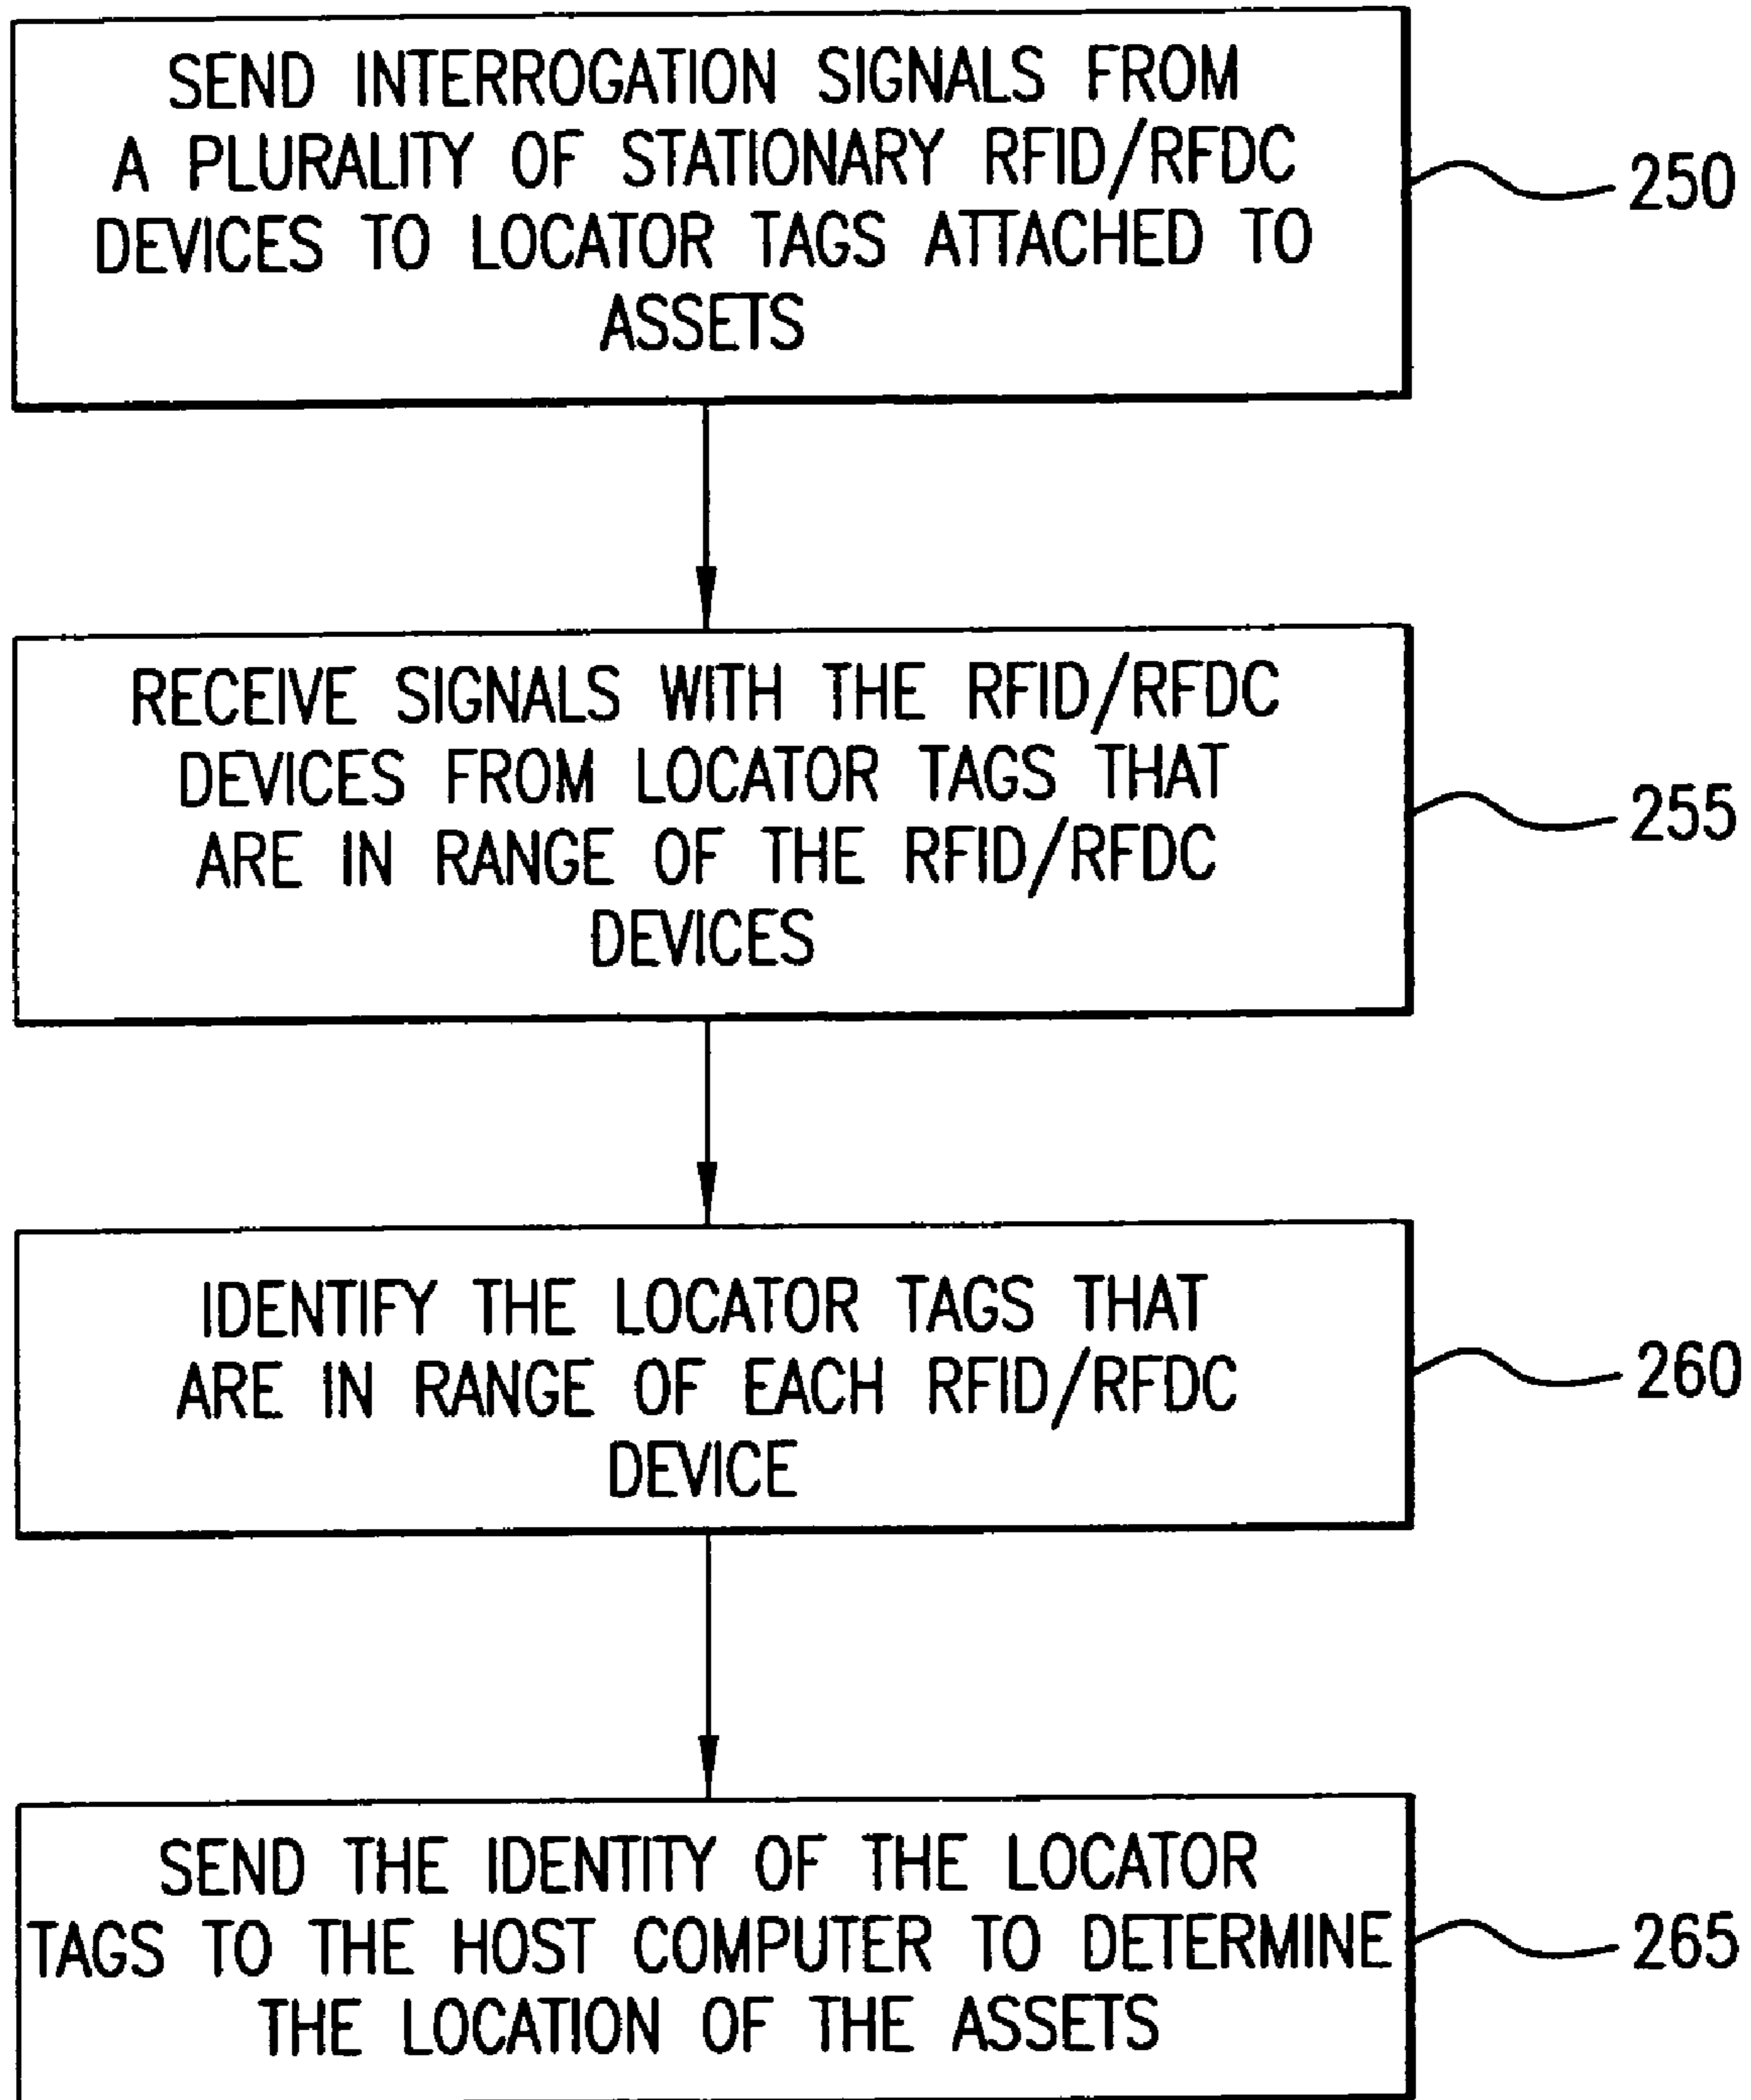 SEND INTERROGATION SIGNALS FROM
A PLURALITY OF STATIONARY RFID/RFDC
DEVICES TO LOCATOR TAGS ATTACHED TO
ASSETS
250
RECEIVE SIGNALS WITH THE RFID/RFDC
DEVICES FROM LOCATOR TAGS THAT
ARE IN RANGE OF THE RFID/RFDC
DEVICES
255
IDENTIFY THE LOCATOR TAGS THAT
ARE IN RANGE OF EACH RFID/RFDC
DEVICE
260
SEND THE IDENTITY OF THE LOCATOR
TAGS TO THE HOST COMPUTER TO DETERMINE
THE LOCATION OF THE ASSETS
265